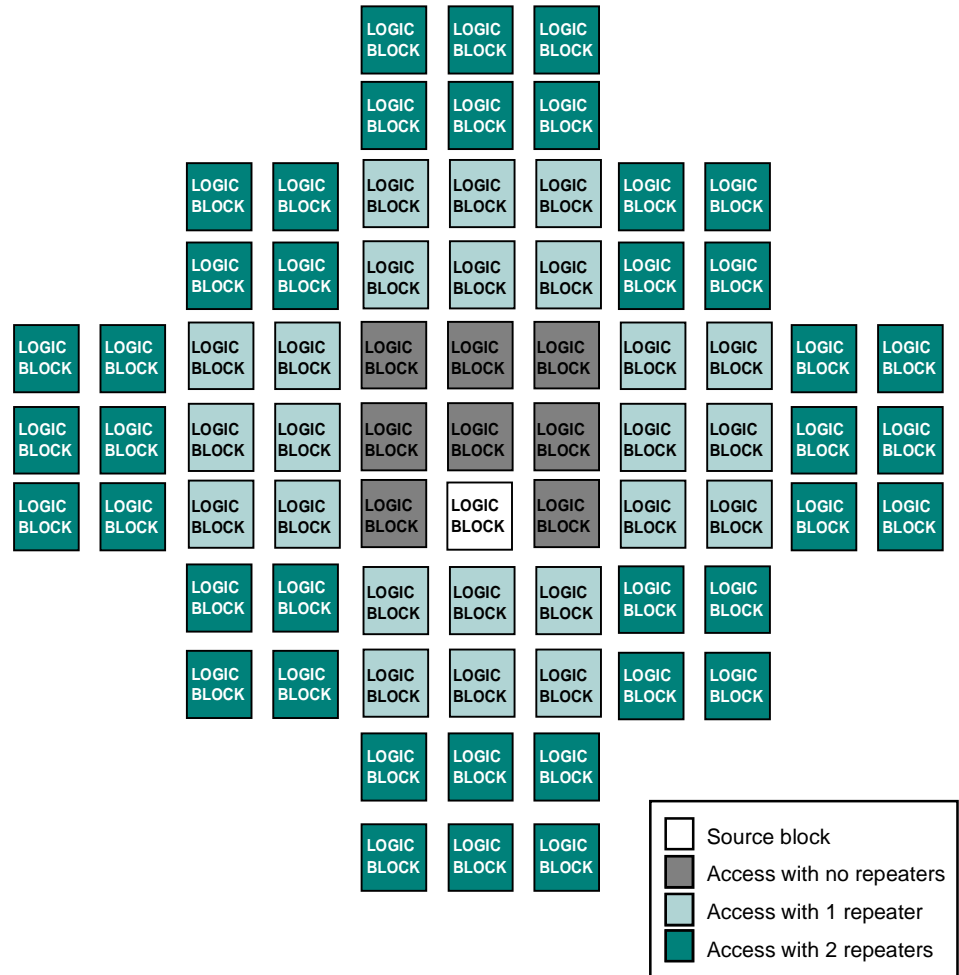 LOGIC LOGIC LOGIC
BLOCK BLOCK BLOCK
LOGIC LOGIC LOGIC
BLOCK BLOCK BLOCK
LOGIC LOGIC LOGIC LOGIC LOGIC LOGIC LOGIC
BLOCK BLOCK BLOCK BLOCK BLOCK BLOCK BLOCK
LOGIC LOGIC LOGIC LOGIC LOGIC LOGIC LOGIC
BLOCK BLOCK BLOCK BLOCK BLOCK BLOCK BLOCK
LOGIC LOGIC LOGIC LOGIC LOGIC LOGIC LOGIC LOGIC LOGIC LOGIC LOGIC
BLOCK BLOCK BLOCK BLOCK BLOCK BLOCK BLOCK BLOCK BLOCK BLOCK BLOCK
LOGIC LOGIC LOGIC LOGIC LOGIC LOGIC LOGIC LOGIC LOGIC LOGIC LOGIC
BLOCK BLOCK BLOCK BLOCK BLOCK BLOCK BLOCK BLOCK BLOCK BLOCK BLOCK
LOGIC LOGIC LOGIC LOGIC LOGIC LOGIC LOGIC LOGIC LOGIC LOGIC LOGIC
BLOCK BLOCK BLOCK BLOCK BLOCK BLOCK BLOCK BLOCK BLOCK BLOCK BLOCK
LOGIC LOGIC LOGIC LOGIC LOGIC LOGIC LOGIC
BLOCK BLOCK BLOCK BLOCK BLOCK BLOCK BLOCK
LOGIC LOGIC LOGIC LOGIC LOGIC LOGIC LOGIC
BLOCK BLOCK BLOCK BLOCK BLOCK BLOCK BLOCK
LOGIC LOGIC LOGIC
BLOCK BLOCK BLOCK
LOGIC LOGIC LOGIC
BLOCK BLOCK BLOCK
Source block
Access with no repeaters
Access with 1 repeater
Access with 2 repeaters